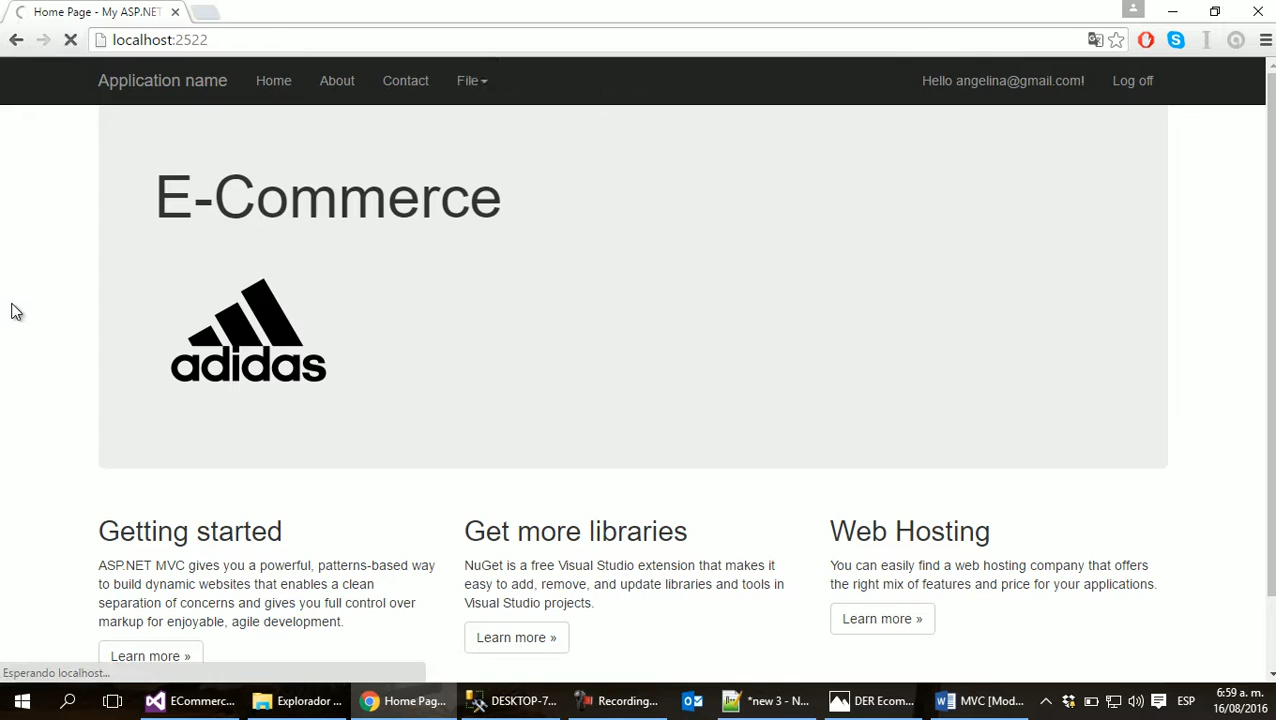 Home Page - My ASP.NET
localhost:2522
Application name Home About Contact File Hello angelina@gmail.com! Log off
E-Commerce
adidas
Getting started Get more libraries Web Hosting
ASP.NET MVC gives you a powerful, patterns-based way
to build dynamic websites that enables a clean
separation of concerns and gives you full control over
markup for enjoyable, agile development.
Learn more »
NuGet is a free Visual Studio extension that makes it
easy to add, remove, and update libraries and tools in
Visual Studio projects.
Learn more »
You can easily find a web hosting company that offers
the right mix of features and price for your applications.
Learn more »
Esperando localhost...
ECommerc... Explorador ... Home Pag... DESKTOP-7... Recording... *new 3 - N... DER Ecom... MVC [Mod... ESP 6:59 a. m.
16/08/2016